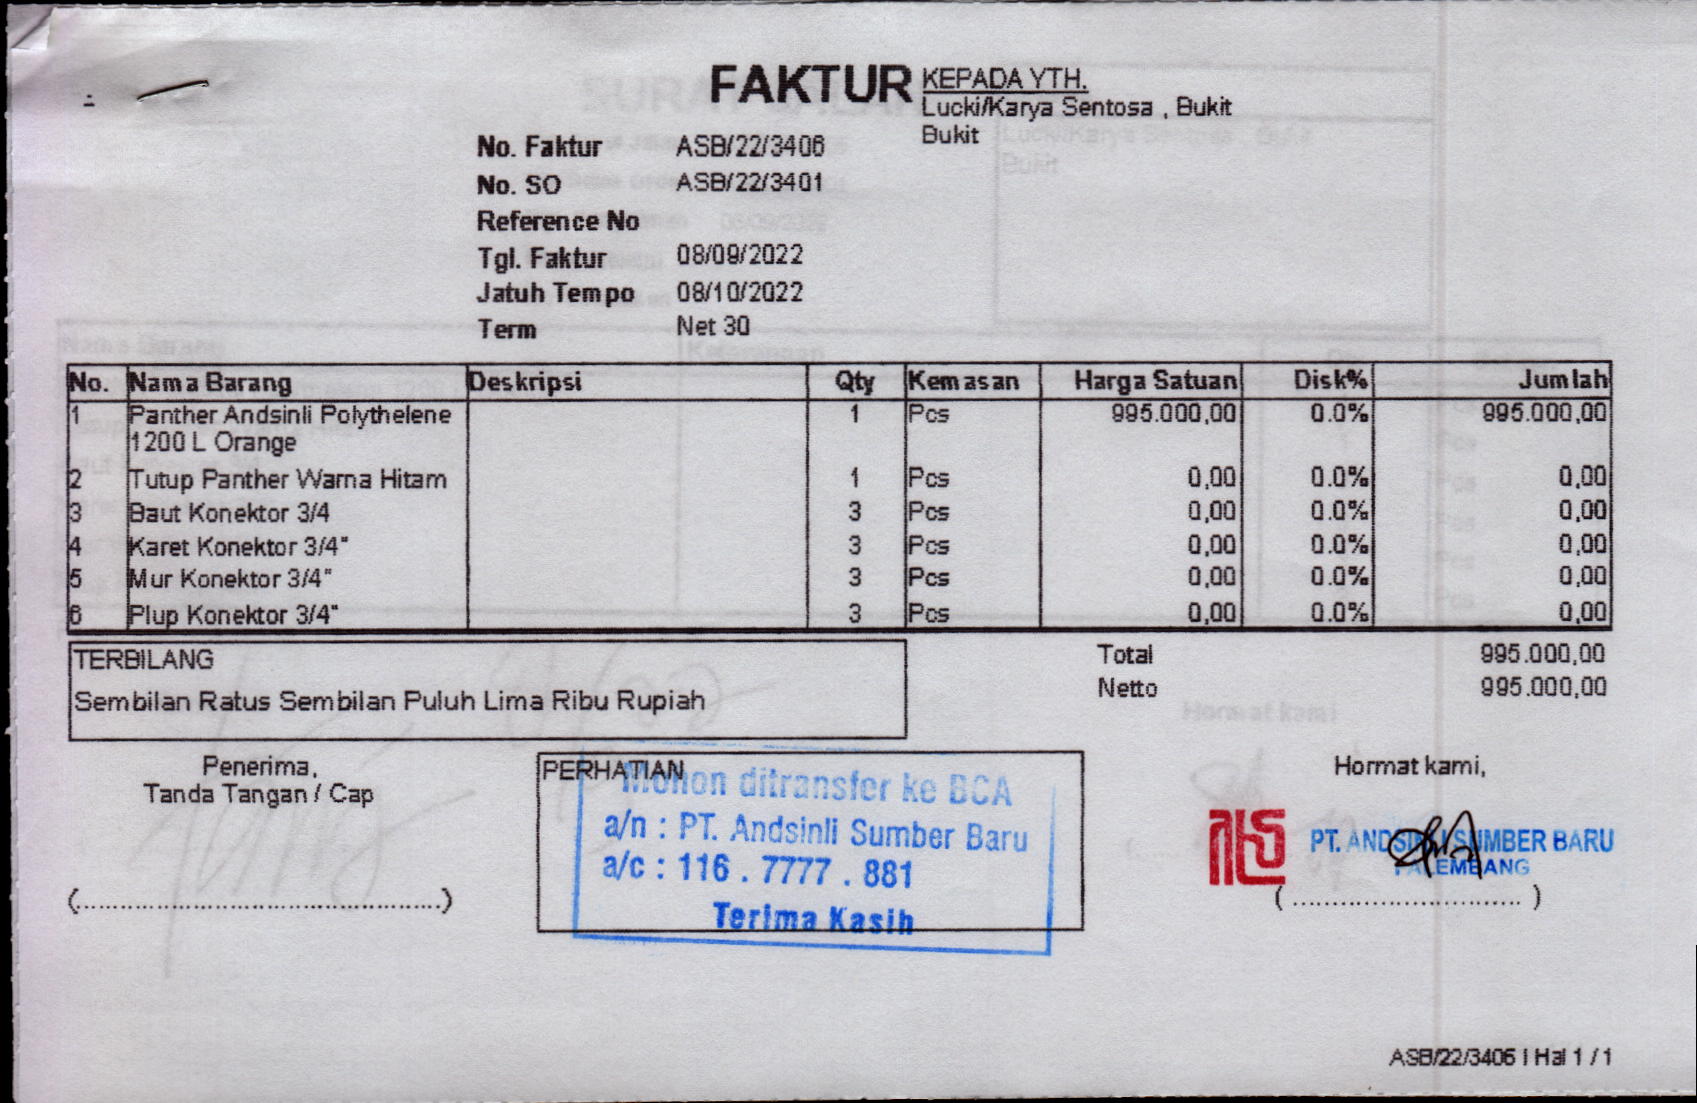 FAKTUR
KEPADA YTH.
Lucki/Karya Sentosa , Bukit
Bukit
No. Faktur ASB/22/3406
No. SO ASB/22/3401
Reference No
Tgl. Faktur 08/09/2022
Jatuh Tempo 08/10/2022
Term Net 30
No. Nama Barang Deskripsi Qty Kemasan Harga Satuan Disk% Jumlah
1 Panther Andsinli Polythelene 1 Pcs 995.000,00 0.0% 995.000,00
1200 L Orange
2 Tutup Panther Warna Hitam 1 Pcs 0,00 0.0% 0,00
3 Baut Konektor 3/4 3 Pcs 0,00 0.0% 0,00
4 Karet Konektor 3/4" 3 Pcs 0,00 0.0% 0,00
5 Mur Konektor 3/4" 3 Pcs 0,00 0.0% 0,00
6 Plup Konektor 3/4" 3 Pcs 0,00 0.0% 0,00
TERBILANG
Sembilan Ratus Sembilan Puluh Lima Ribu Rupiah
Total 995.000,00
Netto 995.000,00
Penerima,
Tanda Tangan / Cap
(.............................................)
PERHATIAN
Mohon ditransfer ke BCA
a/n : PT. Andsinli Sumber Baru
a/c : 116 . 7777 . 881
Terima Kasih
Hormat kami,
PT. ANDSINLI SUMBER BARU
PALEMBANG
(............................)
ASB/22/3406 | Hal 1 / 1